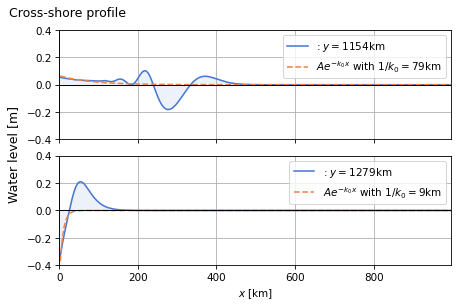 Cross-shore profile
Water level [m]
0.4
0.2
0.0
−0.2
−0.4
: y = 1154km
Ae^{−k₀x} with 1/k₀ = 79km
0.4
0.2
0.0
−0.2
−0.4
: y = 1279km
Ae^{−k₀x} with 1/k₀ = 9km
0 200 400 600 800
x [km]